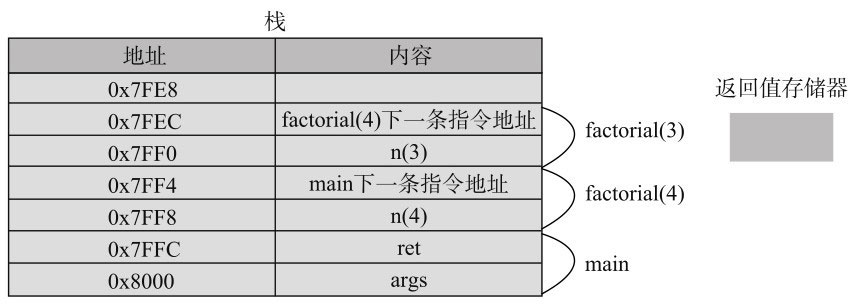 栈
地址 内容
0x7FE8
返回值存储器
0x7FEC factorial(4)下一条指令地址
factorial(3)
0x7FF0 n(3)
0x7FF4 main下一条指令地址
factorial(4)
0x7FF8 n(4)
0x7FFC ret
main
0x8000 args